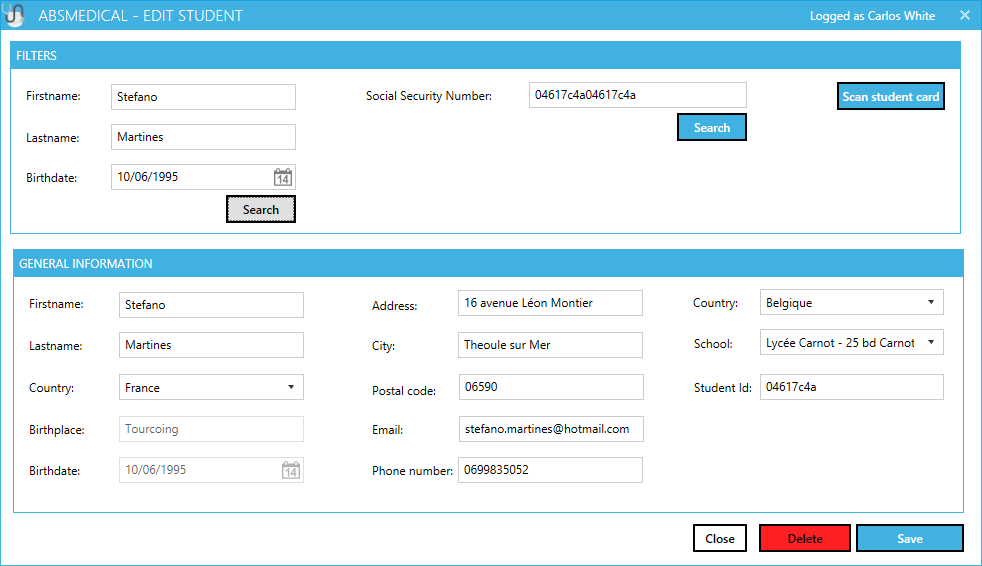 ABSMEDICAL - EDIT STUDENT
Logged as Carlos White
FILTERS
Firstname: Stefano
Lastname: Martines
Birthdate: 10/06/1995 14
Search
Social Security Number: 04617c4a04617c4a
Search
Scan student card
GENERAL INFORMATION
Firstname: Stefano
Lastname: Martines
Country: France
Birthplace: Tourcoing
Birthdate: 10/06/1995 14
Address: 16 avenue Léon Montier
City: Theoule sur Mer
Postal code: 06590
Email: stefano.martines@hotmail.com
Phone number: 0699835052
Country: Belgique
School: Lycée Carnot - 25 bd Carnot
Student Id: 04617c4a
Close
Delete
Save